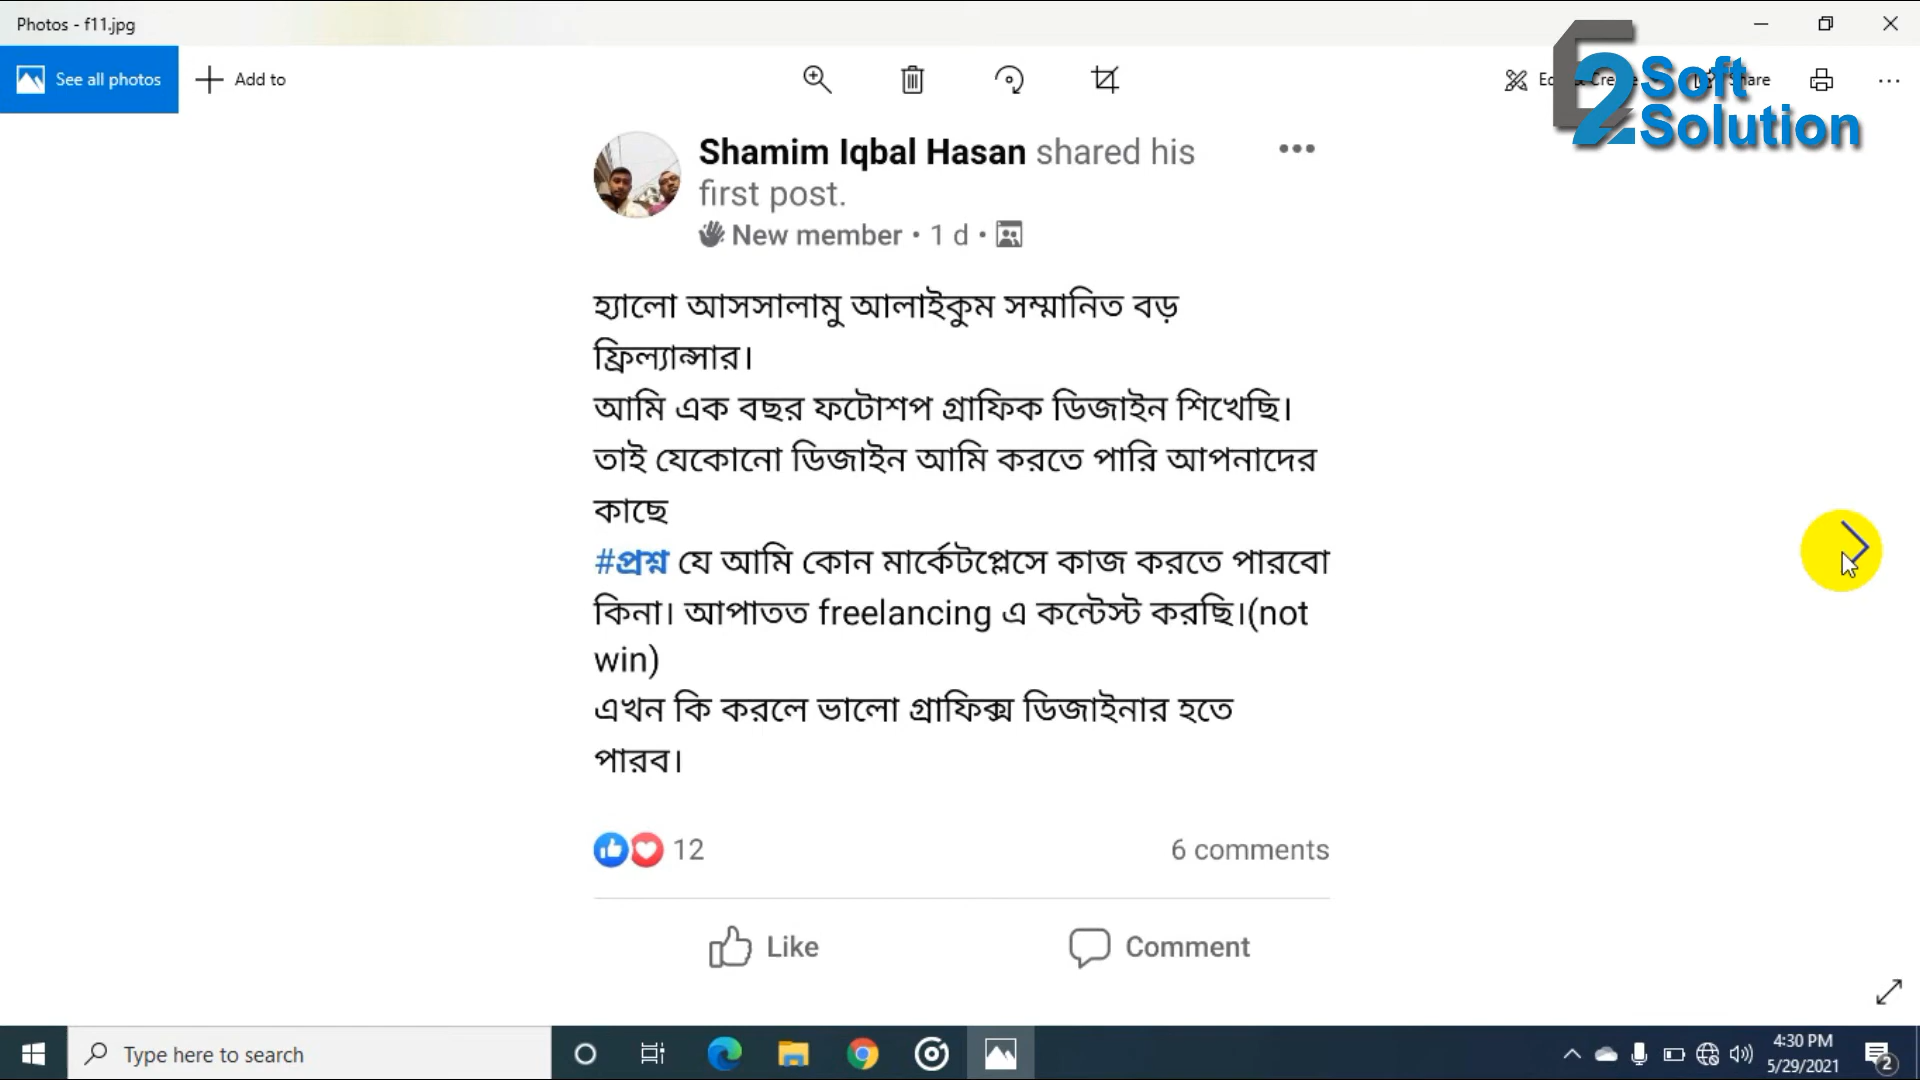 Photos - f11.jpg
See all photos
Add to
Share
Soft
Solution
Shamim Iqbal Hasan shared his
first post.
New member • 1 d •
হ্যালো আসসালামু আলাইকুম সম্মানিত বড়
ফ্রিল্যান্সার।
আমি এক বছর ফটোশপ গ্রাফিক ডিজাইন শিখেছি।
তাই যেকোনো ডিজাইন আমি করতে পারি আপনাদের
কাছে
#প্রশ্ন যে আমি কোন মার্কেটপ্লেসে কাজ করতে পারবো
কিনা। আপাতত freelancing এ কন্টেস্ট করছি।(not
win)
এখন কি করলে ভালো গ্রাফিক্স ডিজাইনার হতে
পারব।
12
6 comments
Like
Comment
Type here to search
4:30 PM
5/29/2021
2